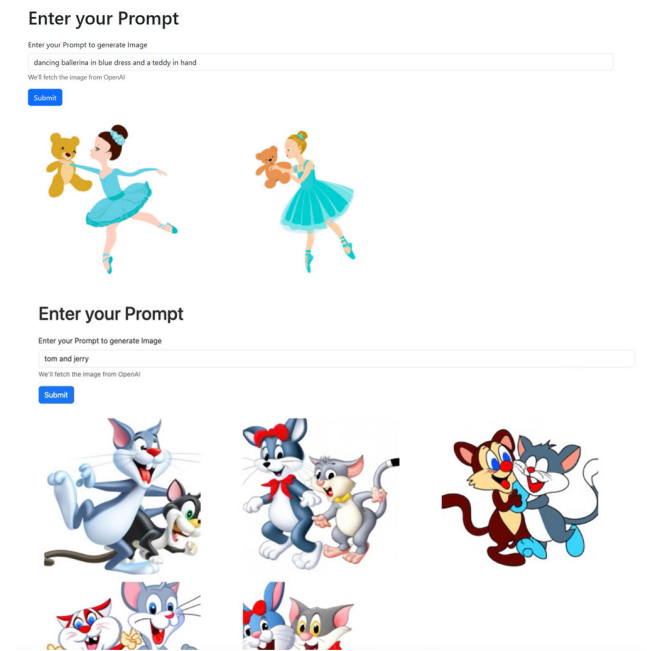 Enter your Prompt
Enter your Prompt to generate Image
dancing ballerina in blue dress and a teddy in hand
We'll fetch the image from OpenAI
Submit
Enter your Prompt
Enter your Prompt to generate Image
tom and jerry
We'll fetch the image from OpenAI
Submit